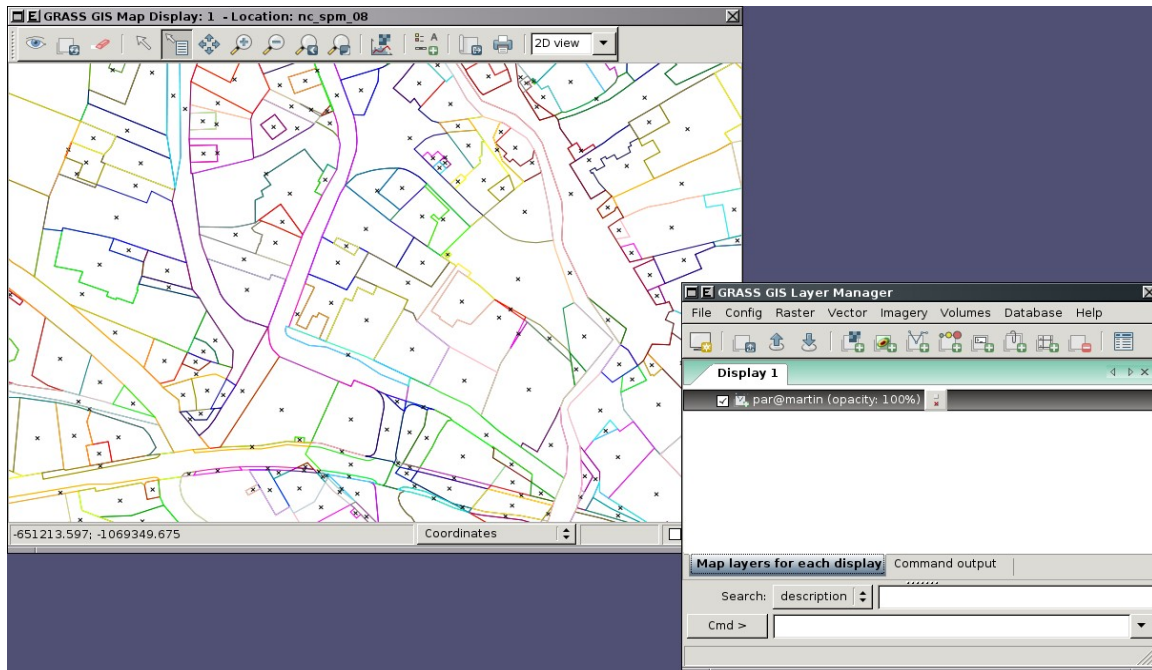 GRASS GIS Map Display: 1 - Location: nc_spm_08
2D view
-651213.597; -1069349.675
Coordinates
GRASS GIS Layer Manager
File Config Raster Vector Imagery Volumes Database Help
Display 1
par@martin (opacity: 100%)
Map layers for each display
Command output
Search:
description
Cmd >